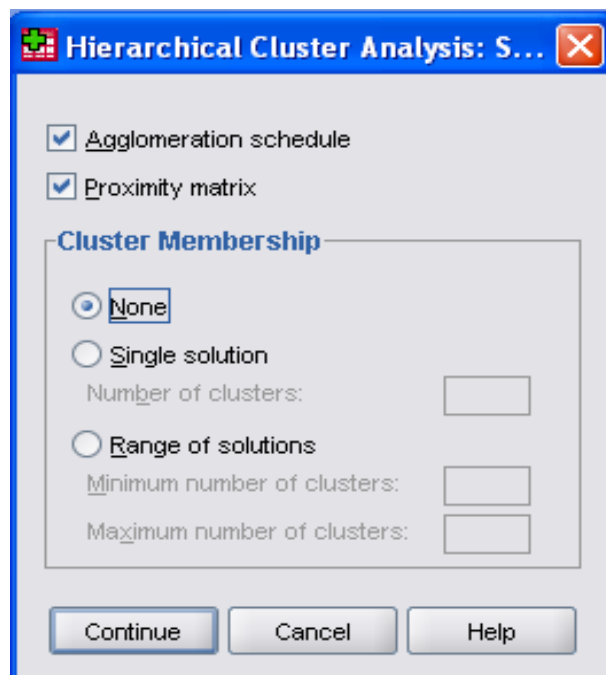 Hierarchical Cluster Analysis: S...
Agglomeration schedule
Proximity matrix
Cluster Membership
None
Single solution
Number of clusters:
Range of solutions
Minimum number of clusters:
Maximum number of clusters:
Continue Cancel Help